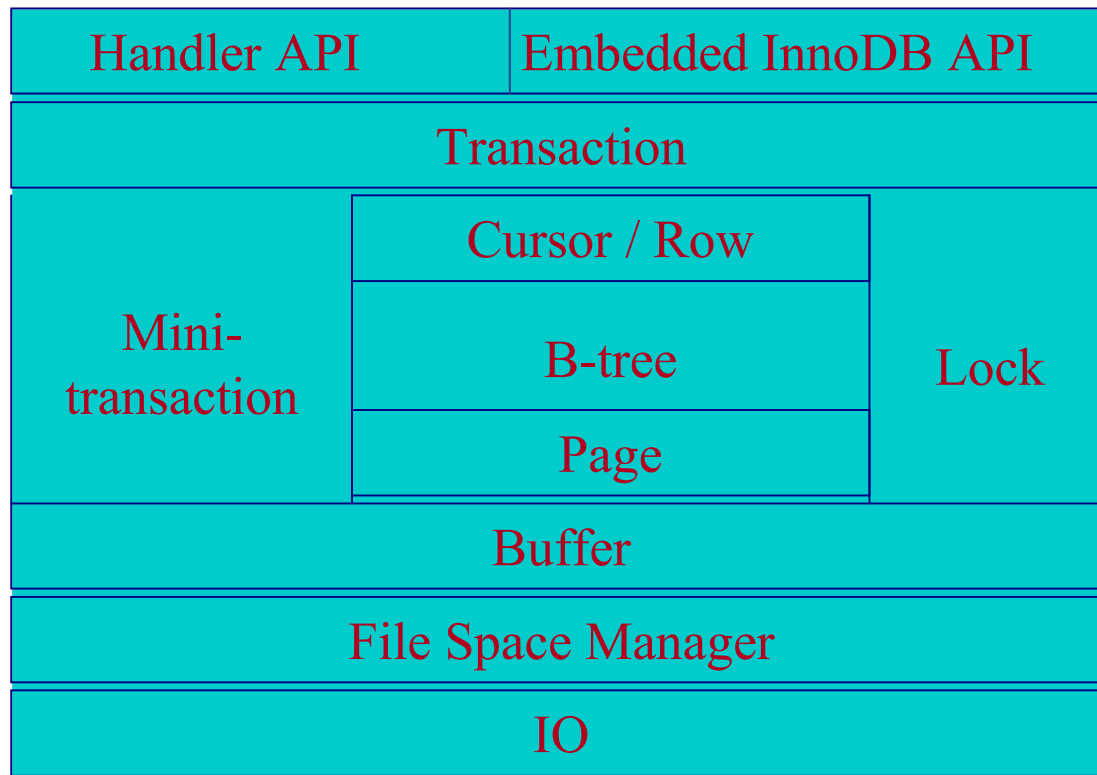 Handler API
Embedded InnoDB API
Transaction
Cursor / Row
Mini-
transaction
B-tree
Lock
Page
Buffer
File Space Manager
IO